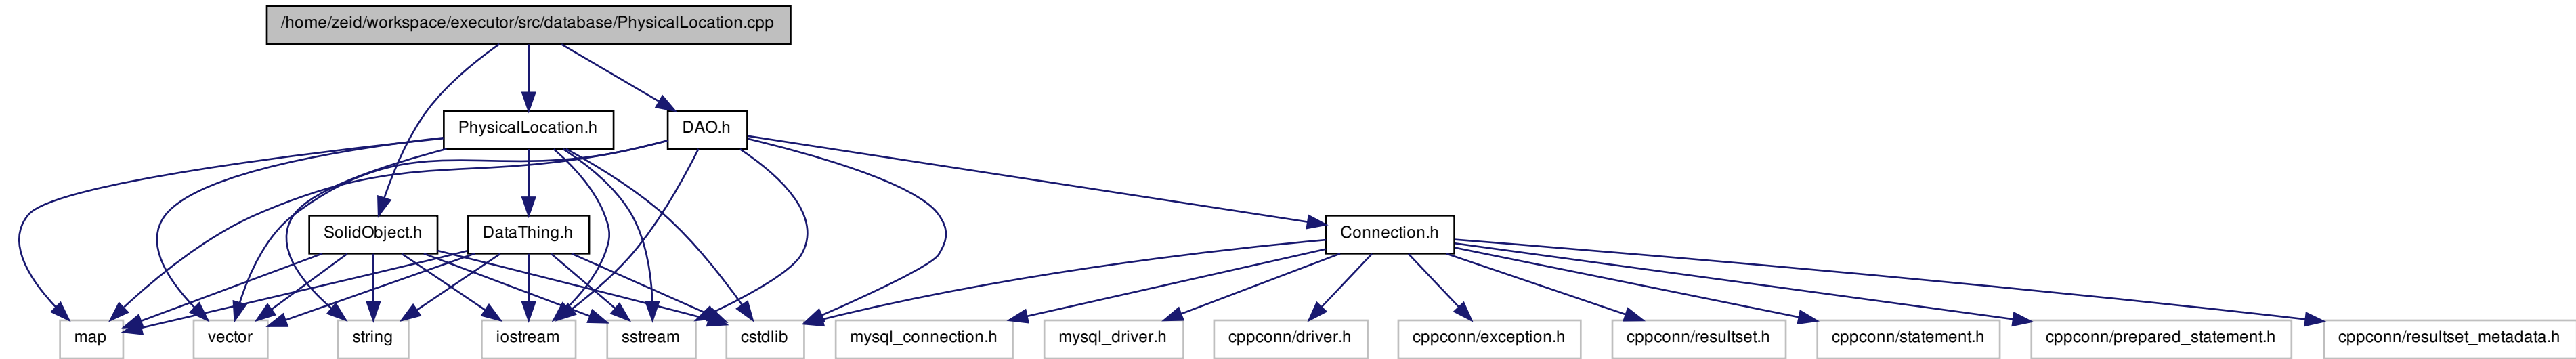 /home/zeid/workspace/executor/src/database/PhysicalLocation.cpp
PhysicalLocation.h
DAO.h
SolidObject.h
DataThing.h
Connection.h
map
vector
string
iostream
sstream
cstdlib
mysql_connection.h
mysql_driver.h
cppconn/driver.h
cppconn/exception.h
cppconn/resultset.h
cppconn/statement.h
cppconn/prepared_statement.h
cppconn/resultset_metadata.h